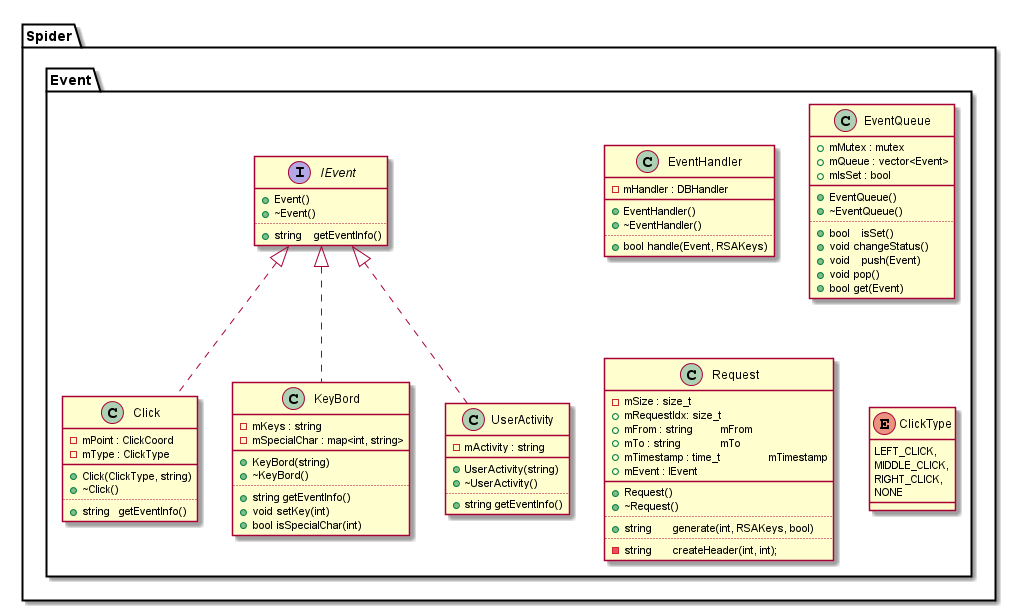 Spider
Event
I IEvent
Event()
~Event()
string getEventInfo()
C EventHandler
mHandler : DBHandler
EventHandler()
~EventHandler()
bool handle(Event, RSAKeys)
C EventQueue
mMutex : mutex
mQueue : vector<Event>
mIsSet : bool
EventQueue()
~EventQueue()
bool isSet()
void changeStatus()
void push(Event)
void pop()
bool get(Event)
C Click
mPoint : ClickCoord
mType : ClickType
Click(ClickType, string)
~Click()
string getEventInfo()
C KeyBord
mKeys : string
mSpecialChar : map<int, string>
KeyBord(string)
~KeyBord()
string getEventInfo()
void setKey(int)
bool isSpecialChar(int)
C UserActivity
mActivity : string
UserActivity(string)
~UserActivity()
string getEventInfo()
C Request
mSize : size_t
mRequestIdx: size_t
mFrom : string mFrom
mTo : string mTo
mTimestamp : time_t mTimestamp
mEvent : IEvent
Request()
~Request()
string generate(int, RSAKeys, bool)
string createHeader(int, int);
E ClickType
LEFT_CLICK,
MIDDLE_CLICK,
RIGHT_CLICK,
NONE